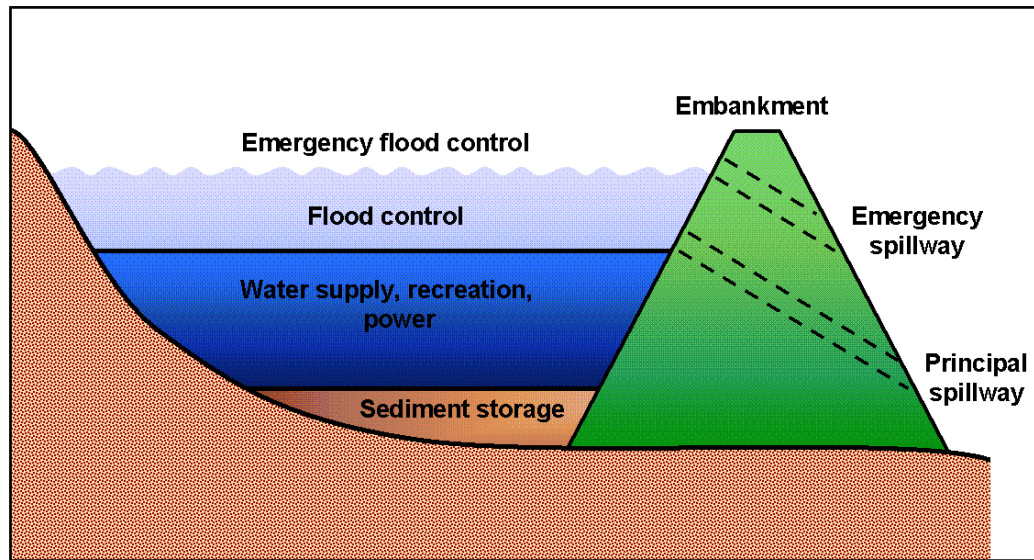 Embankment
Emergency flood control
Flood control
Emergency
spillway
Water supply, recreation,
power
Principal
spillway
Sediment storage